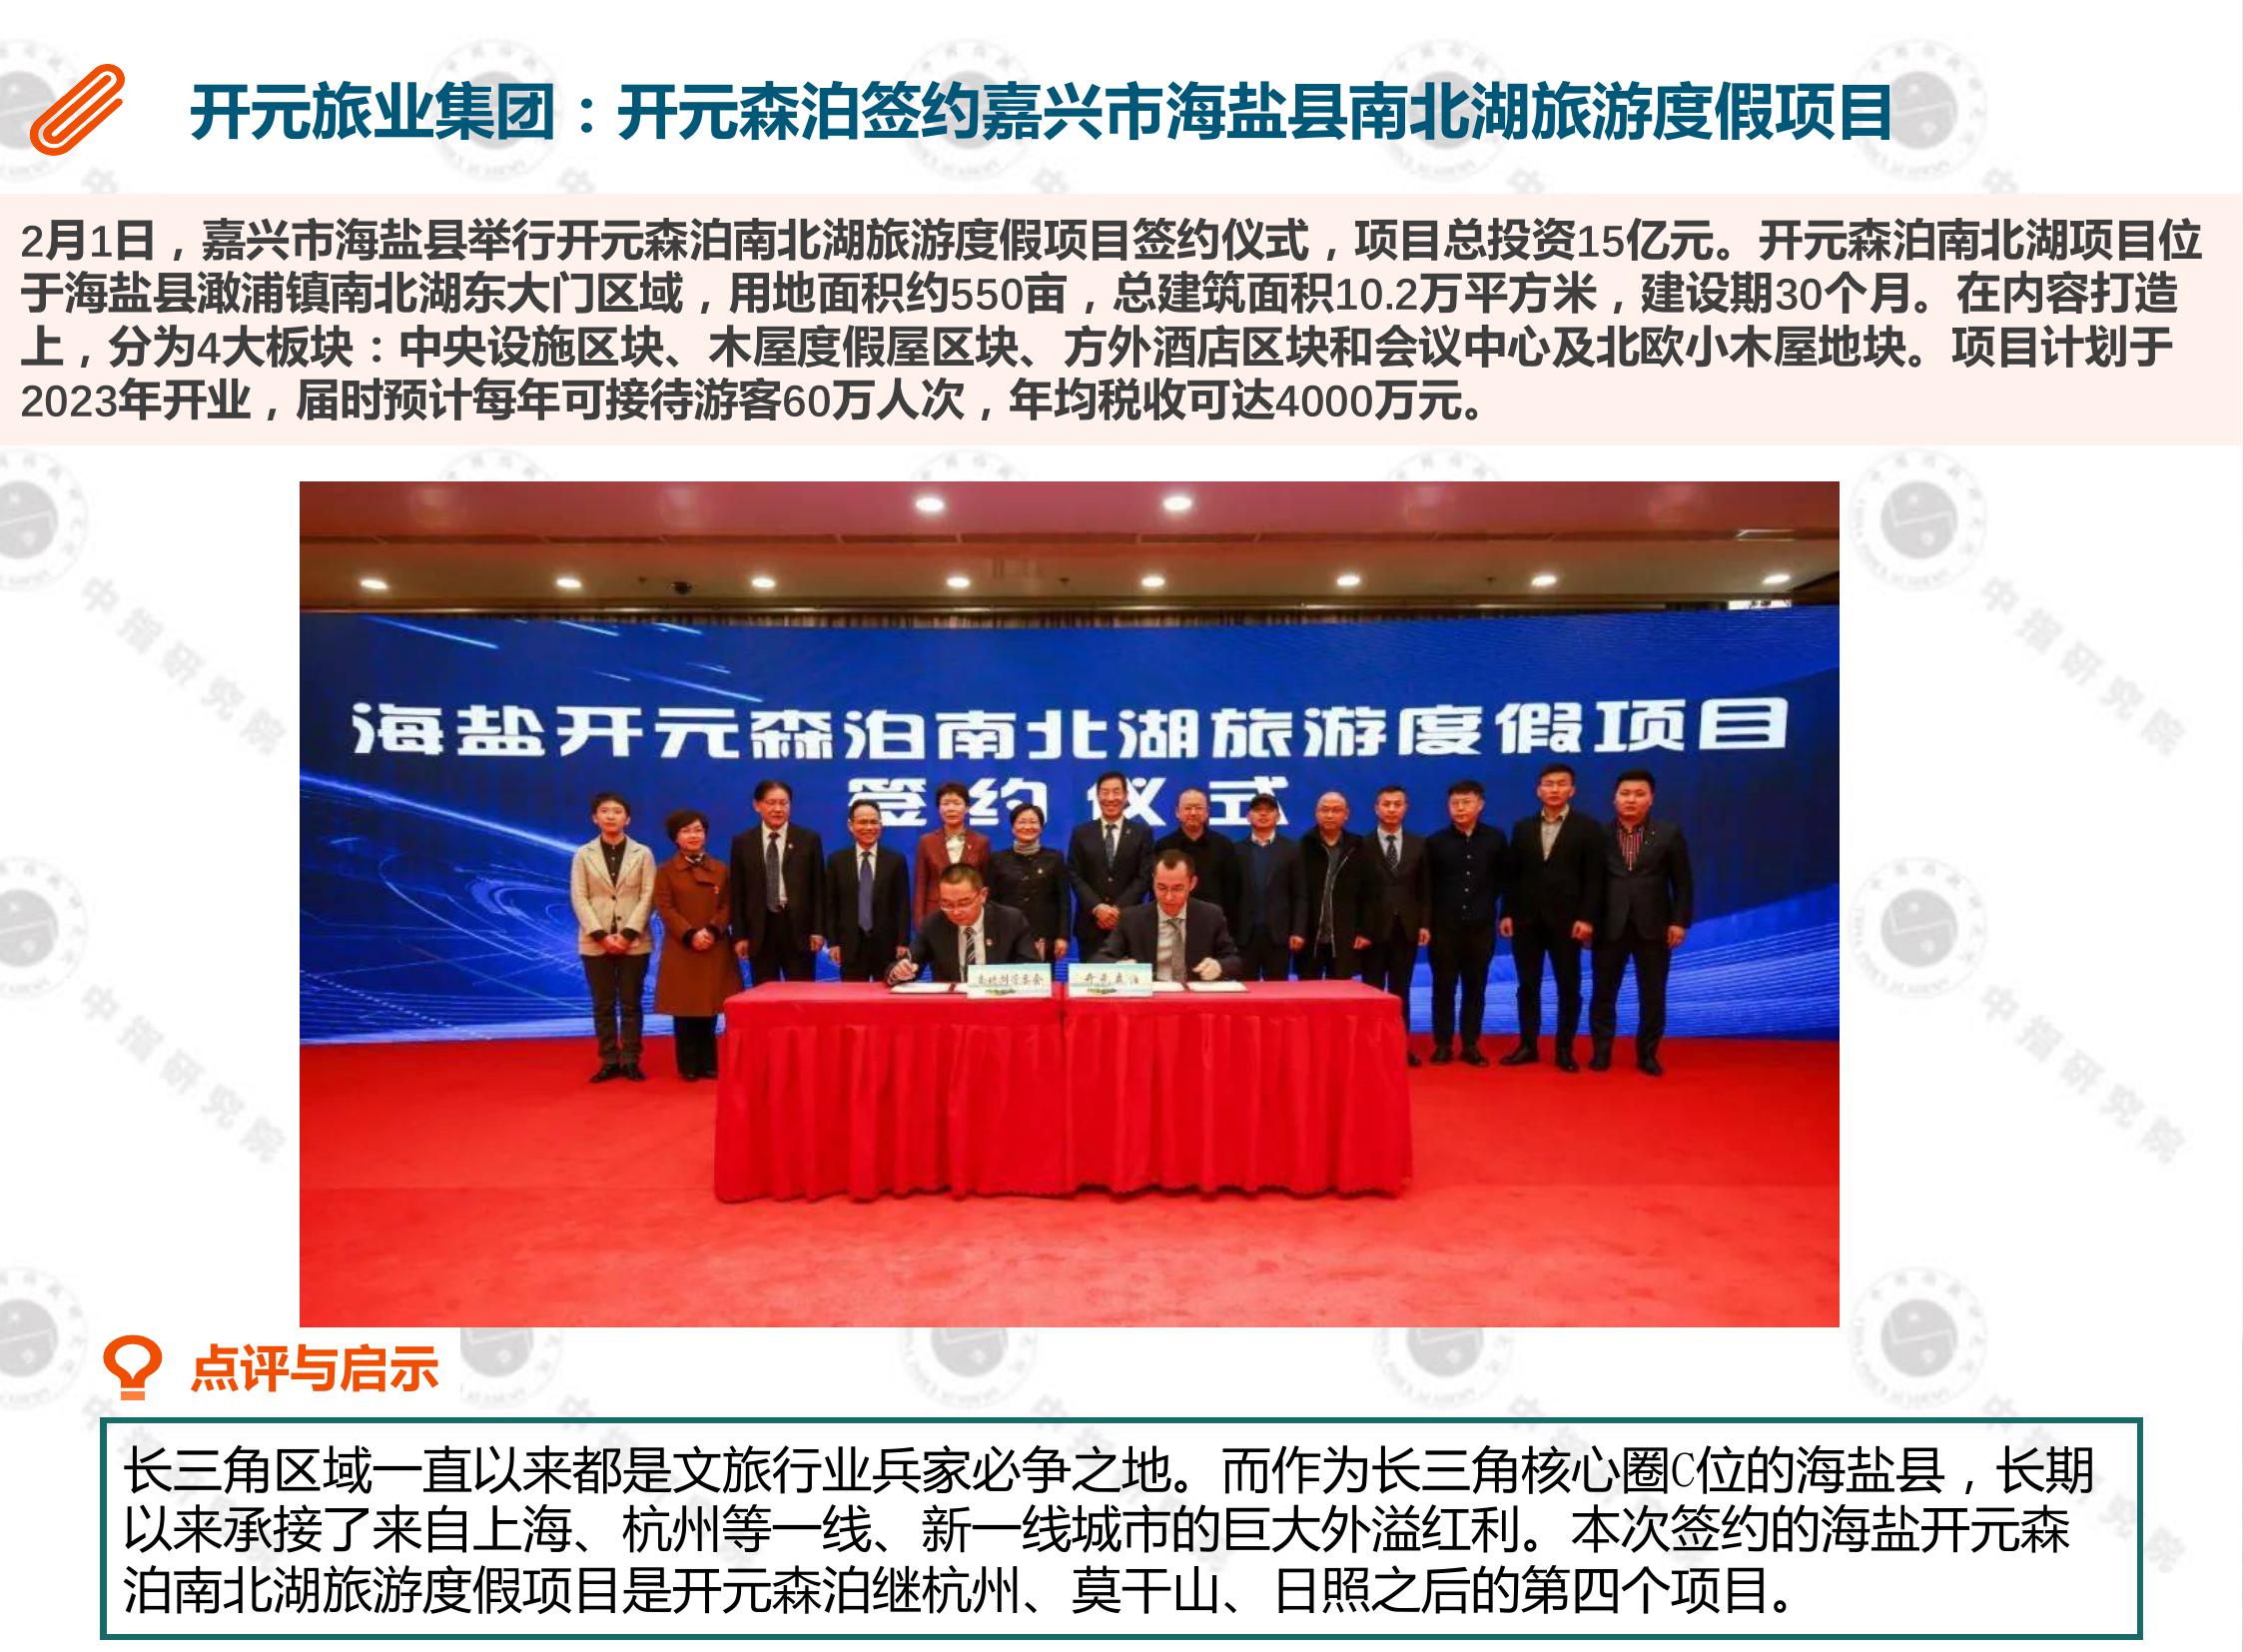 开元旅业集团：开元森泊签约嘉兴市海盐县南北湖旅游度假项目
2月1日，嘉兴市海盐县举行开元森泊南北湖旅游度假项目签约仪式，项目总投资15亿元。开元森泊南北湖项目位
于海盐县澉浦镇南北湖东大门区域，用地面积约550亩，总建筑面积10.2万平方米，建设期30个月。在内容打造
上，分为4大板块：中央设施区块、木屋度假屋区块、方外酒店区块和会议中心及北欧小木屋地块。项目计划于
2023年开业，届时预计每年可接待游客60万人次，年均税收可达4000万元。
海盐开元森泊南北湖旅游度假项目
签约仪式
南北湖管委会
开元森泊
点评与启示
长三角区域一直以来都是文旅行业兵家必争之地。而作为长三角核心圈C位的海盐县，长期
以来承接了来自上海、杭州等一线、新一线城市的巨大外溢红利。本次签约的海盐开元森
泊南北湖旅游度假项目是开元森泊继杭州、莫干山、日照之后的第四个项目。
中指研究院